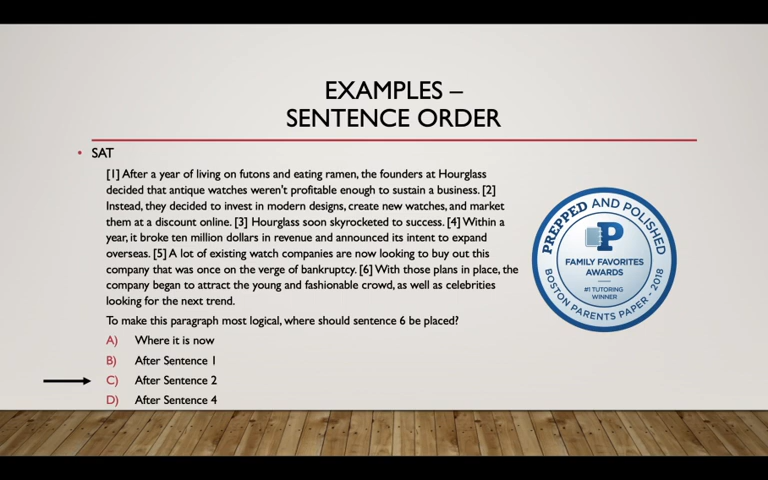 EXAMPLES –
SENTENCE ORDER
• SAT
[1] After a year of living on futons and eating ramen, the founders at Hourglass
decided that antique watches weren't profitable enough to sustain a business. [2]
Instead, they decided to invest in modern designs, create new watches, and market
them at a discount online. [3] Hourglass soon skyrocketed to success. [4] Within a
year, it broke ten million dollars in revenue and announced its intent to expand
overseas. [5] A lot of existing watch companies are now looking to buy out this
company that was once on the verge of bankruptcy. [6] With those plans in place, the
company began to attract the young and fashionable crowd, as well as celebrities
looking for the next trend.
To make this paragraph most logical, where should sentence 6 be placed?
A) Where it is now
B) After Sentence 1
C) After Sentence 2
D) After Sentence 4
PREPPED AND POLISHED
P
FAMILY FAVORITES
AWARDS
#1 TUTORING
WINNER
BOSTON PARENTS PAPER - 2018